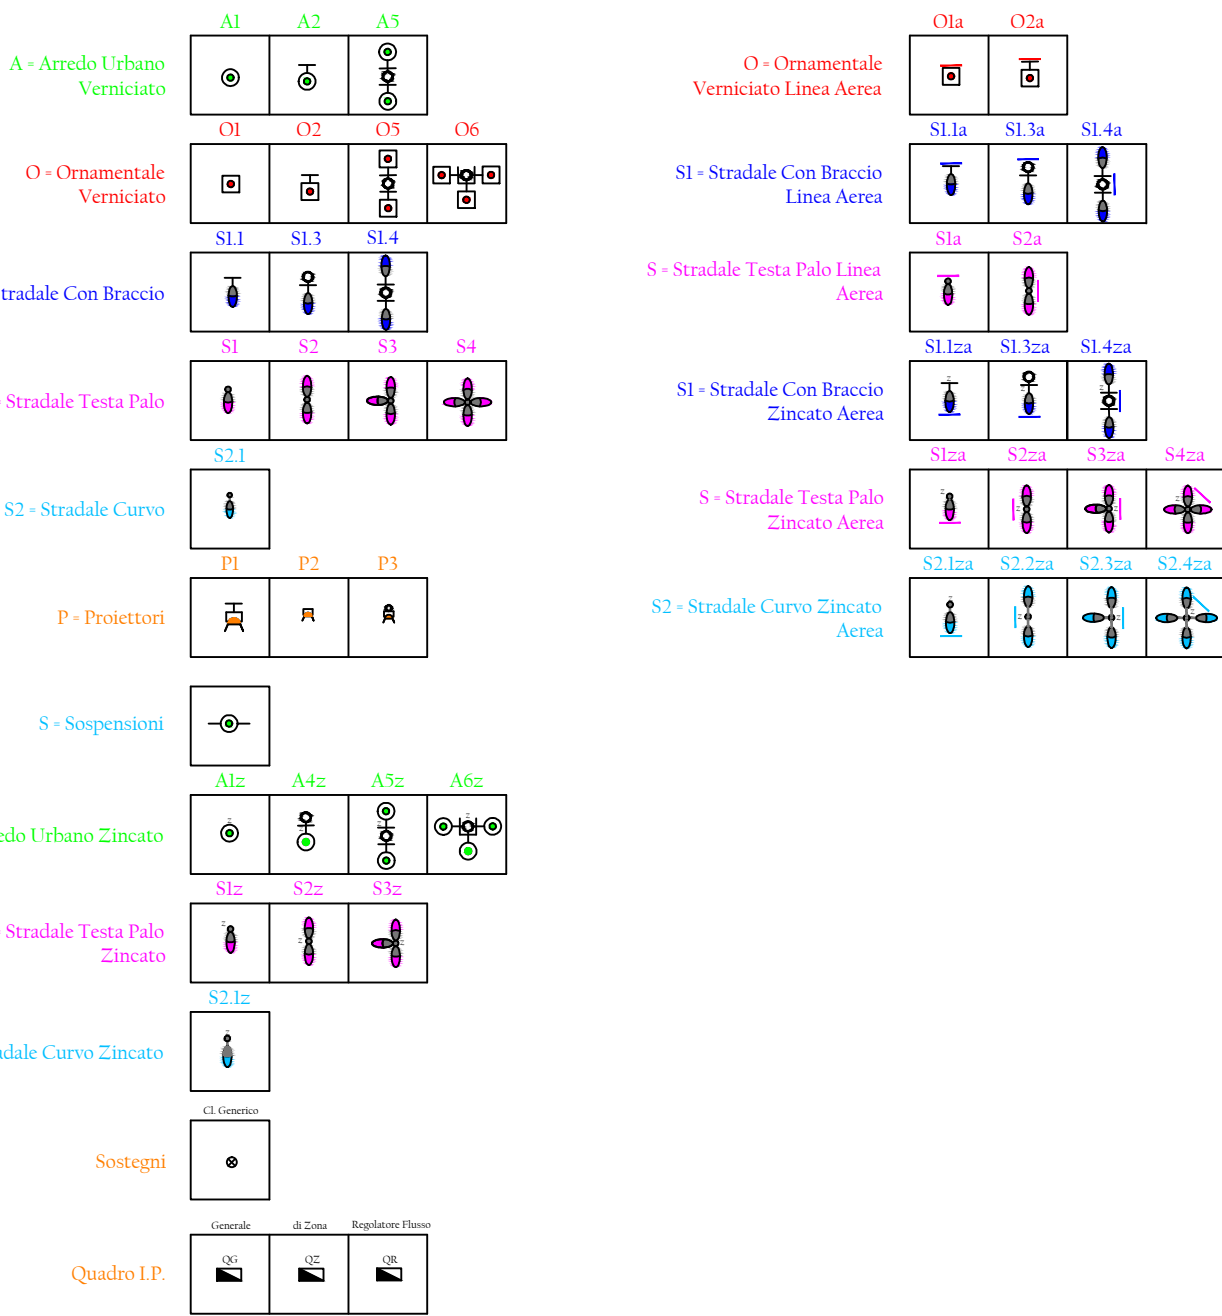 A1 A2 A5
A = Arredo Urbano
Verniciato
O1 O2 O5 O6
O = Ornamentale
Verniciato
S1.1 S1.3 S1.4
Con Braccio
S1 S2 S3 S4
Stradale Testa Palo
S2.1
S2 = Stradale Curvo
P1 P2 P3
P = Proiettori
S = Sospensioni
A1z A4z A5z A6z
z z z z
Urbano Zincato
S1z S2z S3z
z z z
Stradale Testa Palo
Zincato
S2.1z
z
Curvo Zincato
Cl. Generico
Sostegni
Generale di Zona Regolatore Flusso
QG QZ QR
Quadro I.P.
O1a O2a
O = Ornamentale
Verniciato Linea Aerea
S1.1a S1.3a S1.4a
S1 = Stradale Con Braccio
Linea Aerea
S1a S2a
S = Stradale Testa Palo Linea
Aerea
S1.1za S1.3za S1.4za
z z z
S1 = Stradale Con Braccio
Zincato Aerea
S1za S2za S3za S4za
z z z z
S = Stradale Testa Palo
Zincato Aerea
S2.1za S2.2za S2.3za S2.4za
z z z z
S2 = Stradale Curvo Zincato
Aerea